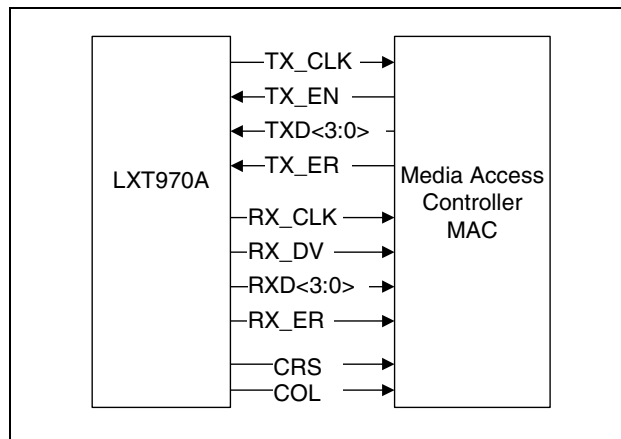 LXT970A
TX_CLK
TX_EN
TXD<3:0>
TX_ER
RX_CLK
RX_DV
RXD<3:0>
RX_ER
CRS
COL
Media Access
Controller
MAC